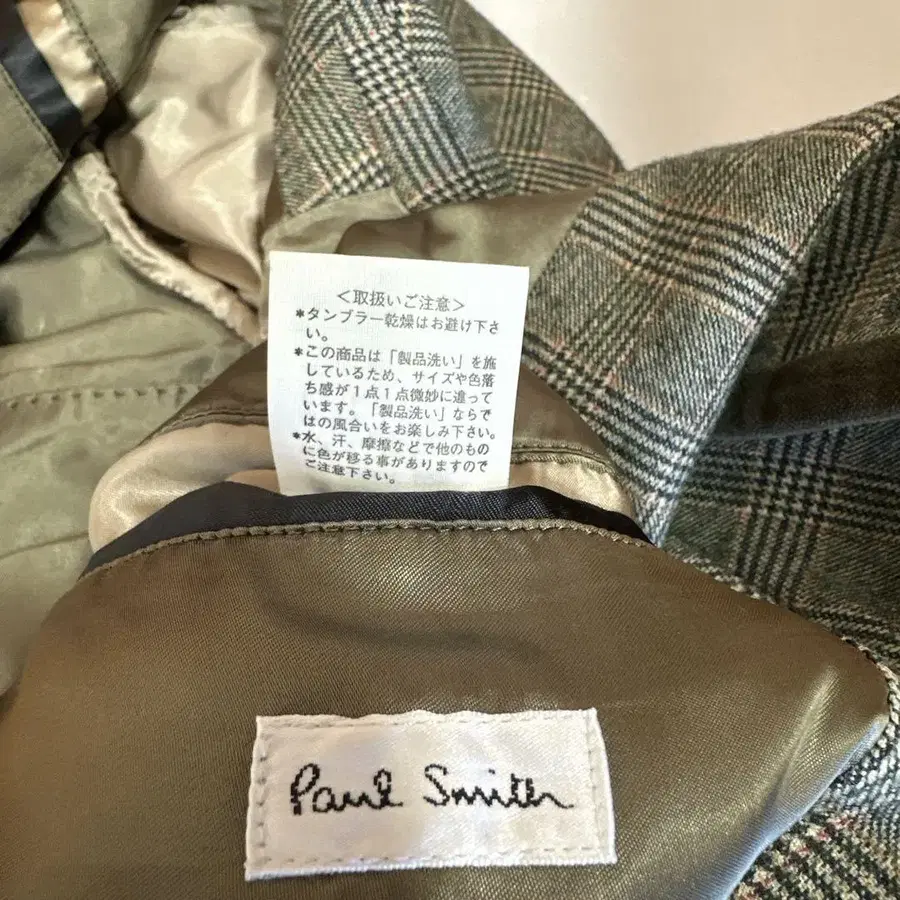 ＜取扱いご注意＞
*タンブラー乾燥はお避け下さ
い。
*この商品は「製品洗い」を施
しているため、サイズや色落
ち感が1点1点微妙に違って
います。「製品洗い」ならで
はの風合いをお楽しみ下さい。
*水、汗、摩擦などで他のもの
に色が移る事がありますので
ご注意下さい。
Paul Smith